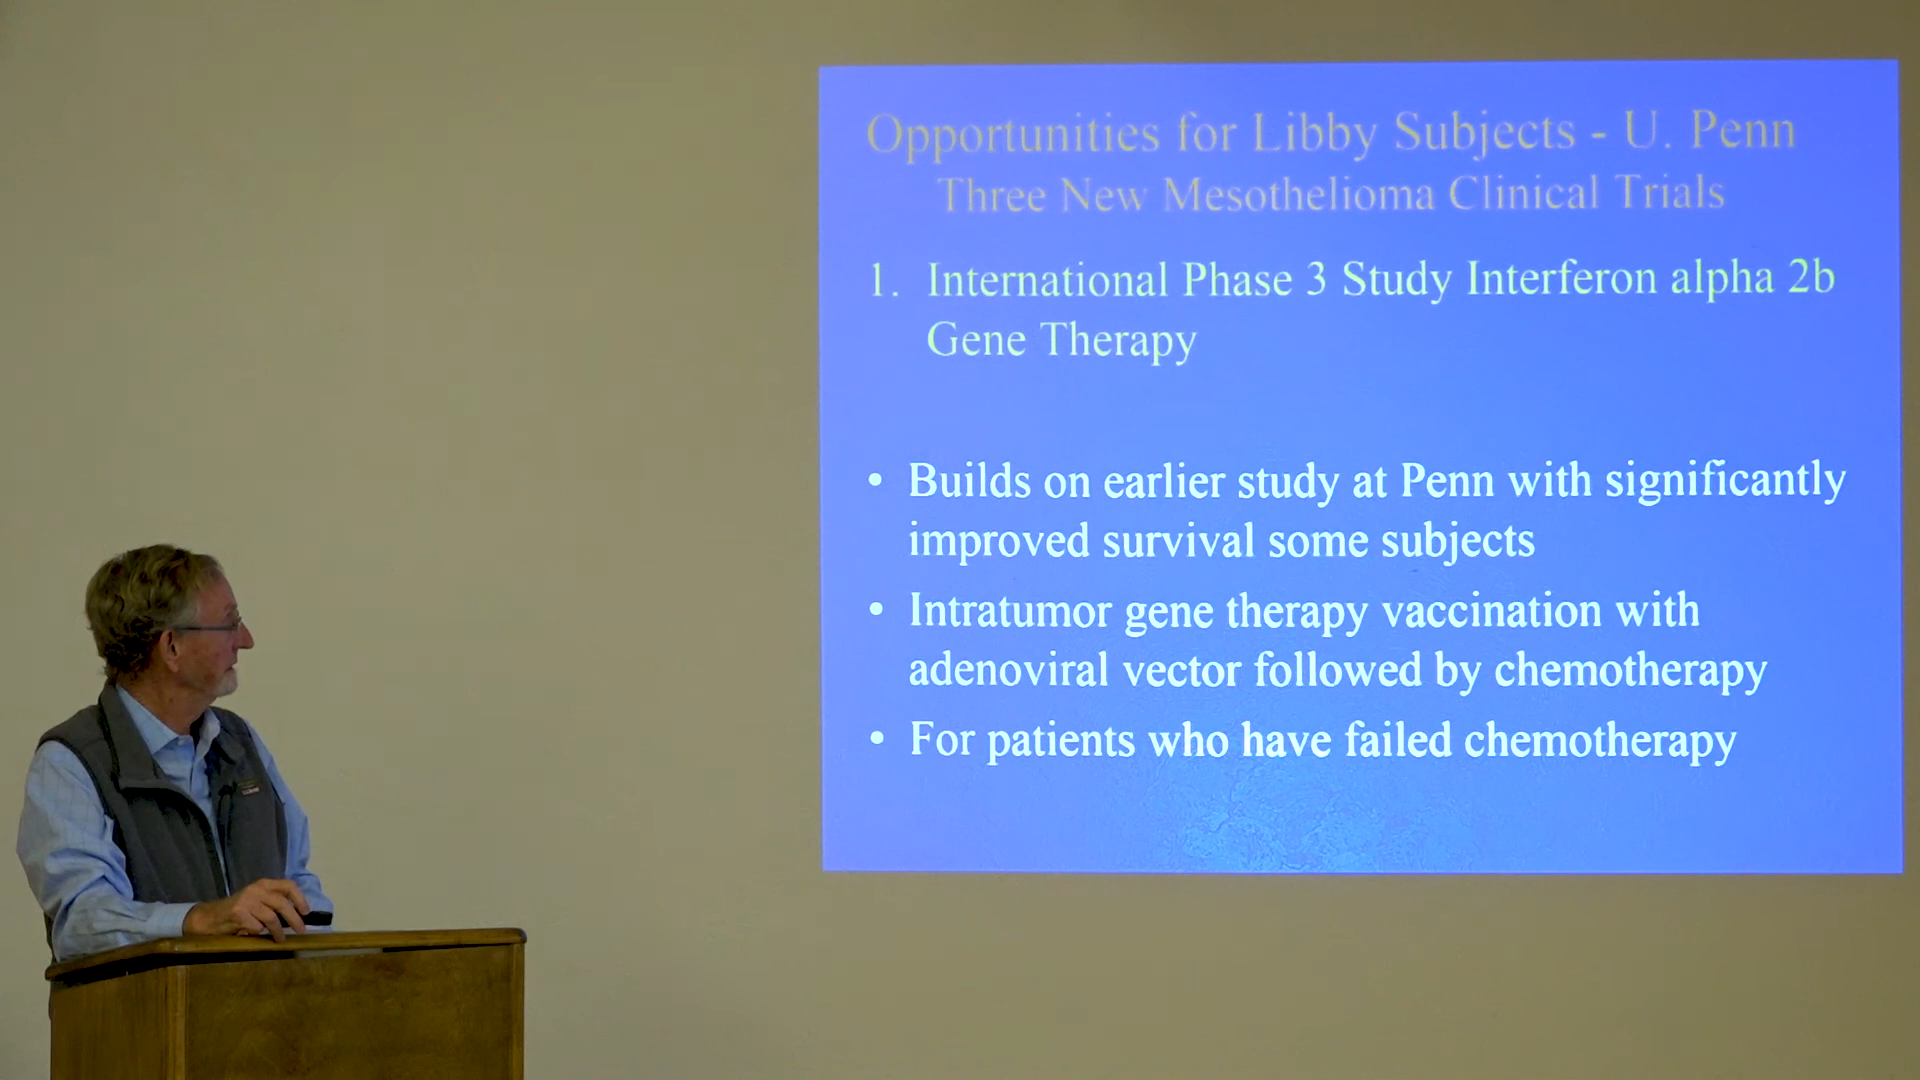 Opportunities for Libby Subjects - U. Penn
Three New Mesothelioma Clinical Trials
1. International Phase 3 Study Interferon alpha 2b
Gene Therapy
• Builds on earlier study at Penn with significantly
improved survival some subjects
• Intratumor gene therapy vaccination with
adenoviral vector followed by chemotherapy
• For patients who have failed chemotherapy